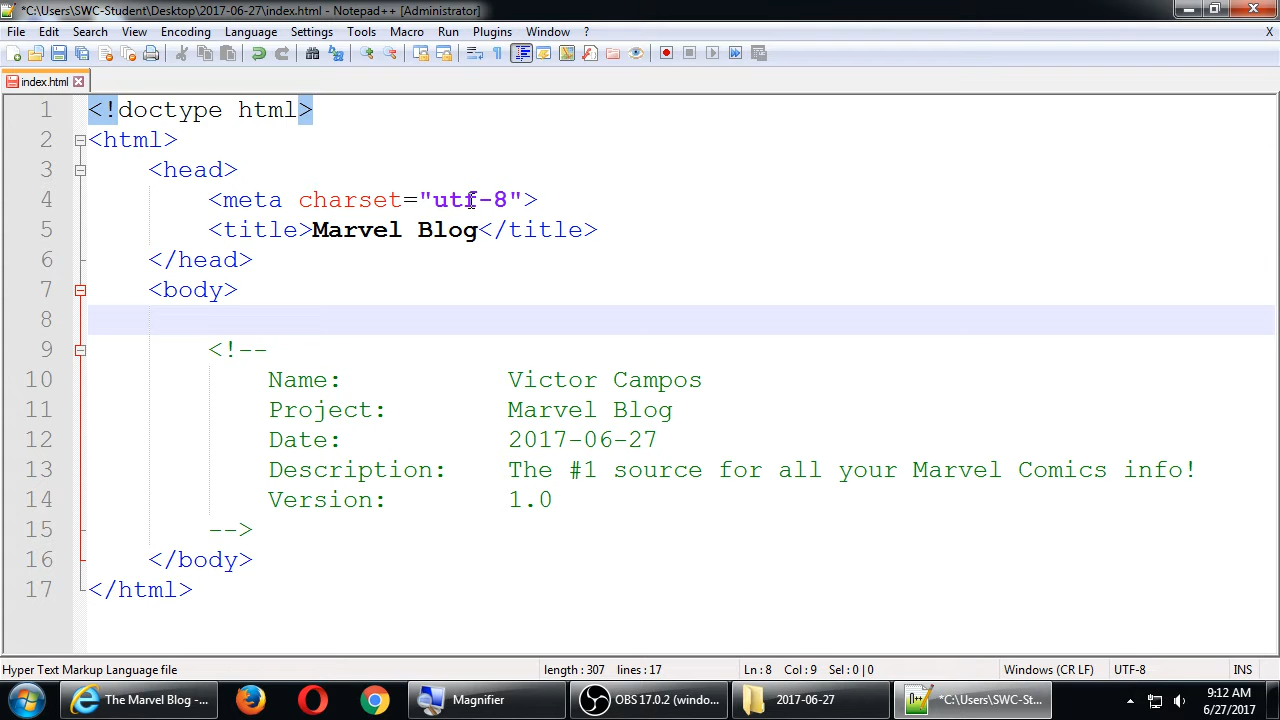 *C:\Users\SWC-Student\Desktop\2017-06-27\index.html - Notepad++ [Administrator]
File Edit Search View Encoding Language Settings Tools Macro Run Plugins Window ? X
index.html
1 <!doctype html>
2 <html>
3 <head>
4 <meta charset="utf-8">
5 <title>Marvel Blog</title>
6 </head>
7 <body>
8
9 <!--
10 Name: Victor Campos
11 Project: Marvel Blog
12 Date: 2017-06-27
13 Description: The #1 source for all your Marvel Comics info!
14 Version: 1.0
15 -->
16 </body>
17 </html>
Hyper Text Markup Language file length : 307 lines : 17 Ln : 8 Col : 9 Sel : 0 | 0 Windows (CR LF) UTF-8 INS
The Marvel Blog -... Magnifier OBS 17.0.2 (windo... 2017-06-27 *C:\Users\SWC-St... 9:12 AM
6/27/2017